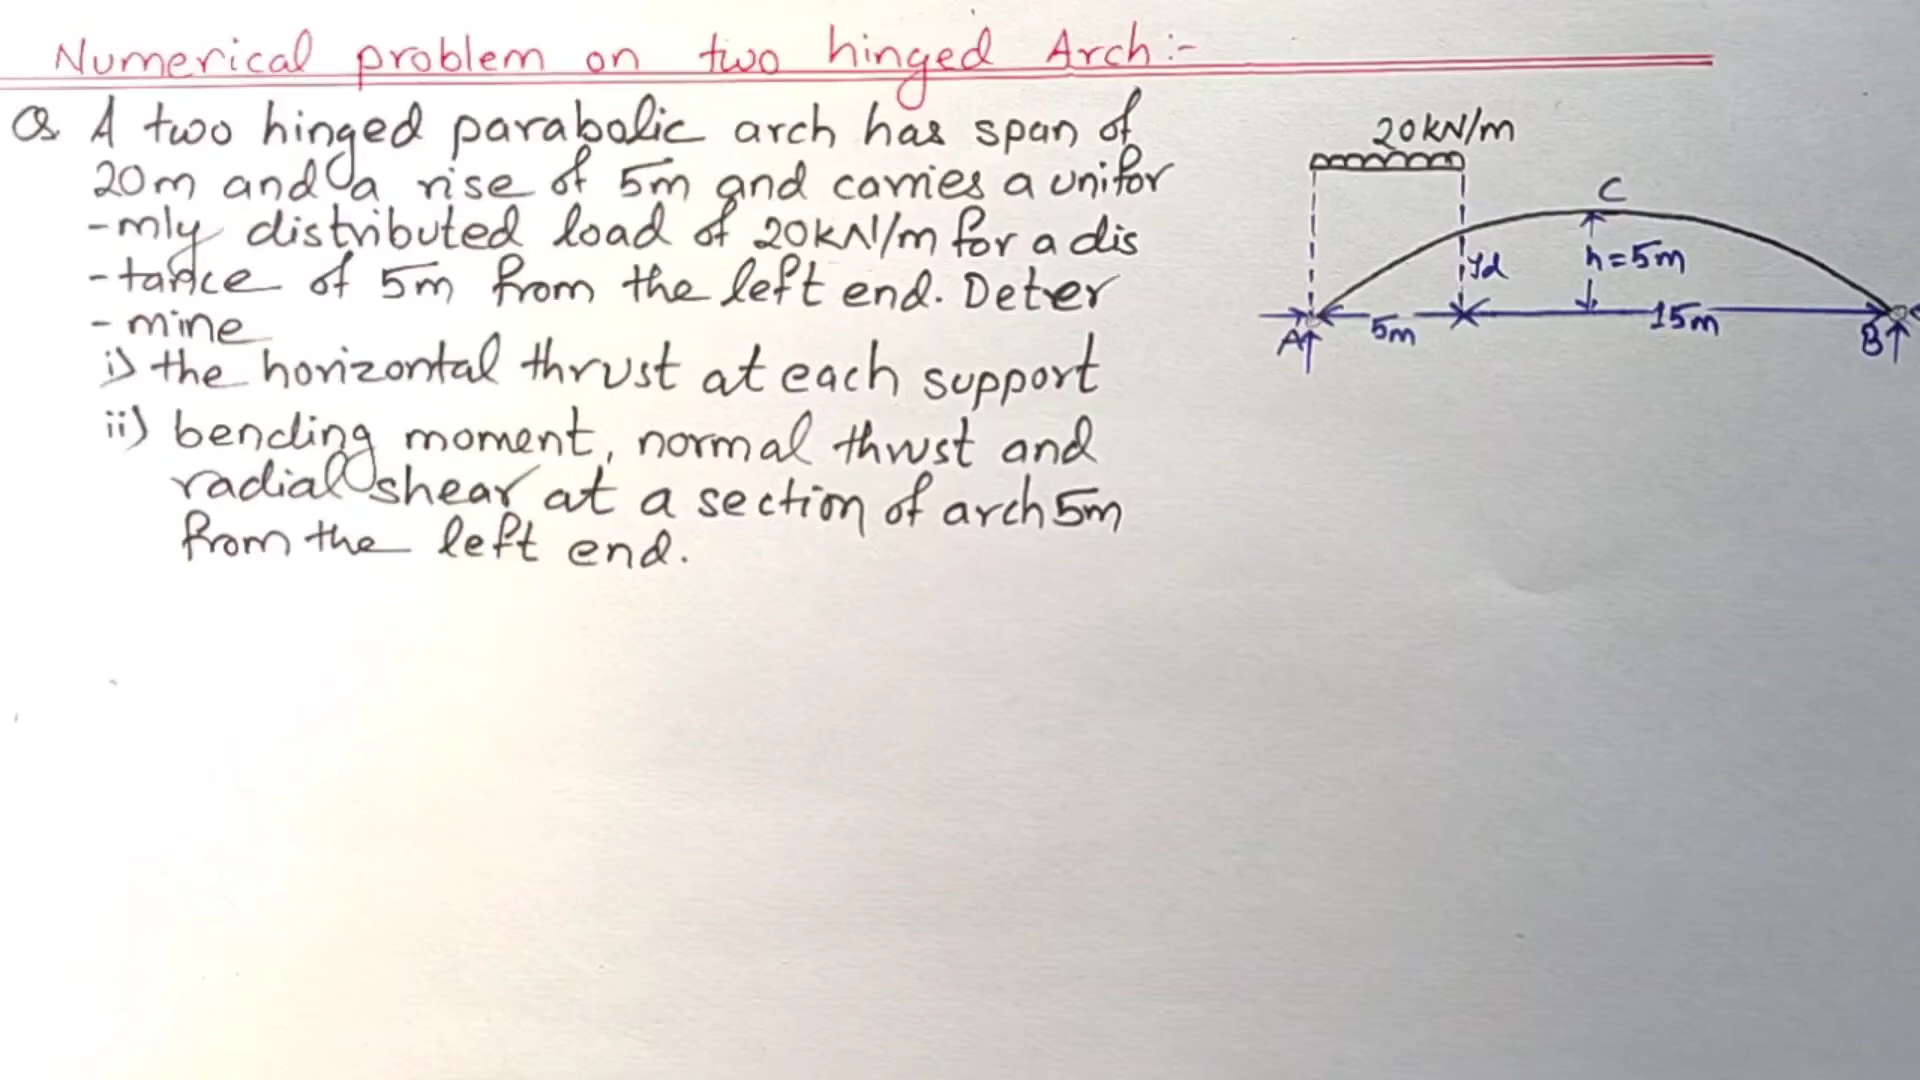 Numerical problem on two hinged Arch:-
Q A two hinged parabolic arch has span of
20m and a rise of 5m and carries a unifor
-mly distributed load of 20kN/m for a dis
-tance of 5m from the left end. Deter
-mine
i) the horizontal thrust at each support
ii) bending moment, normal thrust and
radial shear at a section of arch 5m
from the left end.
20kN/m
C
yd
h=5m
5m
15m
A
B